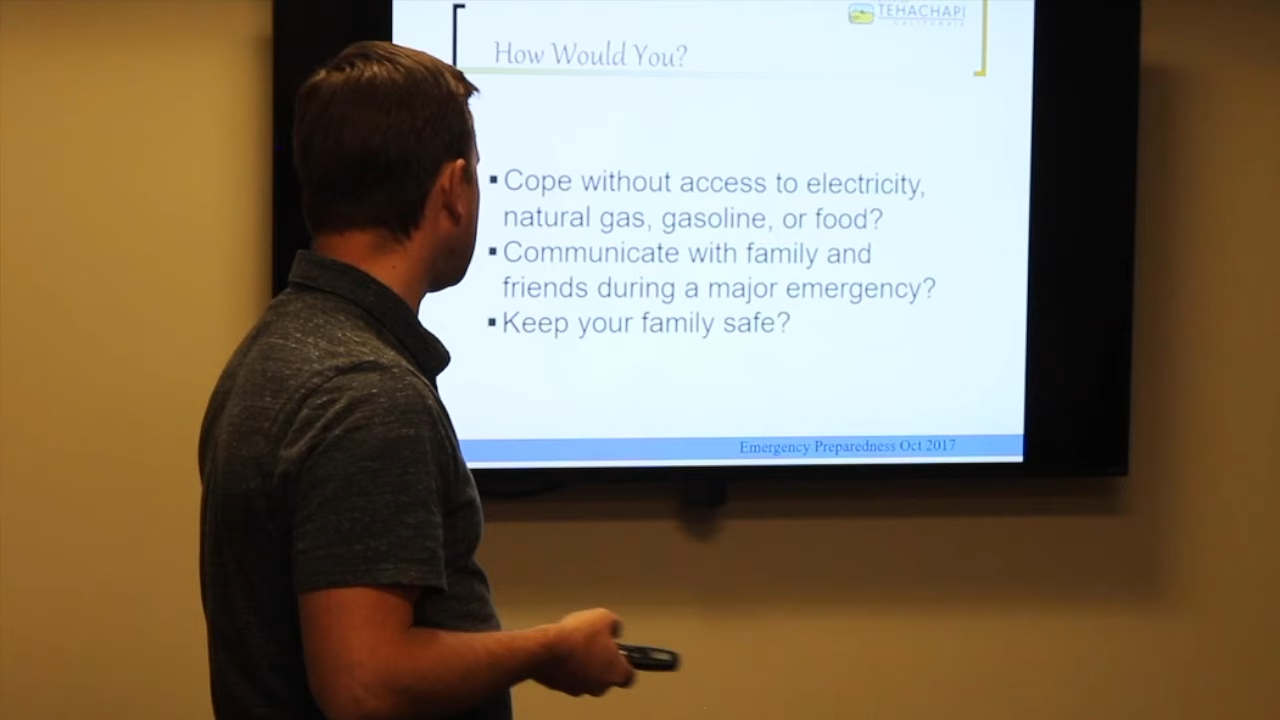 TEHACHAPI
CALIFORNIA
How Would You?
▪ Cope without access to electricity,
natural gas, gasoline, or food?
▪ Communicate with family and
friends during a major emergency?
▪ Keep your family safe?
Emergency Preparedness Oct 2017